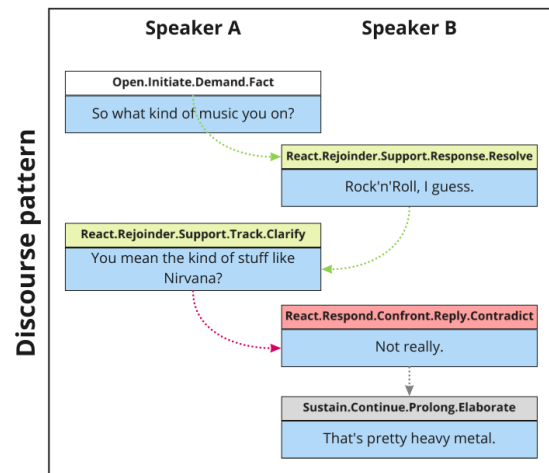 Speaker A
Speaker B
Discourse pattern
Open.Initiate.Demand.Fact
So what kind of music you on?
React.Rejoinder.Support.Response.Resolve
Rock'n'Roll, I guess.
React.Rejoinder.Support.Track.Clarify
You mean the kind of stuff like
Nirvana?
React.Respond.Confront.Reply.Contradict
Not really.
Sustain.Continue.Prolong.Elaborate
That's pretty heavy metal.